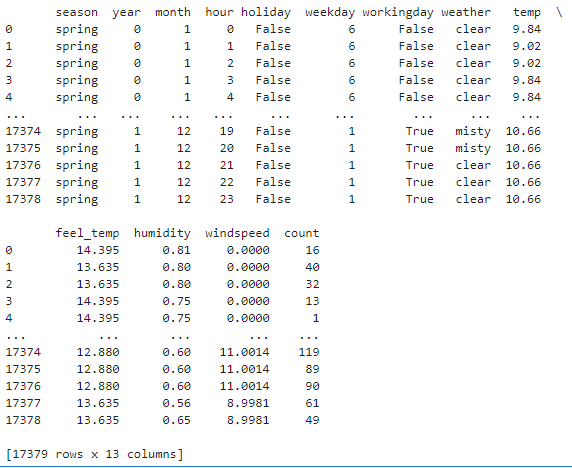 season year month hour holiday weekday workingday weather temp \
0 spring 0 1 0 False 6 False clear 9.84
1 spring 0 1 1 False 6 False clear 9.02
2 spring 0 1 2 False 6 False clear 9.02
3 spring 0 1 3 False 6 False clear 9.84
4 spring 0 1 4 False 6 False clear 9.84
... ... ... ... ... ... ... ... ... ...
17374 spring 1 12 19 False 1 True misty 10.66
17375 spring 1 12 20 False 1 True misty 10.66
17376 spring 1 12 21 False 1 True clear 10.66
17377 spring 1 12 22 False 1 True clear 10.66
17378 spring 1 12 23 False 1 True clear 10.66
feel_temp humidity windspeed count
0 14.395 0.81 0.0000 16
1 13.635 0.80 0.0000 40
2 13.635 0.80 0.0000 32
3 14.395 0.75 0.0000 13
4 14.395 0.75 0.0000 1
... ... ... ... ...
17374 12.880 0.60 11.0014 119
17375 12.880 0.60 11.0014 89
17376 12.880 0.60 11.0014 90
17377 13.635 0.56 8.9981 61
17378 13.635 0.65 8.9981 49
[17379 rows x 13 columns]